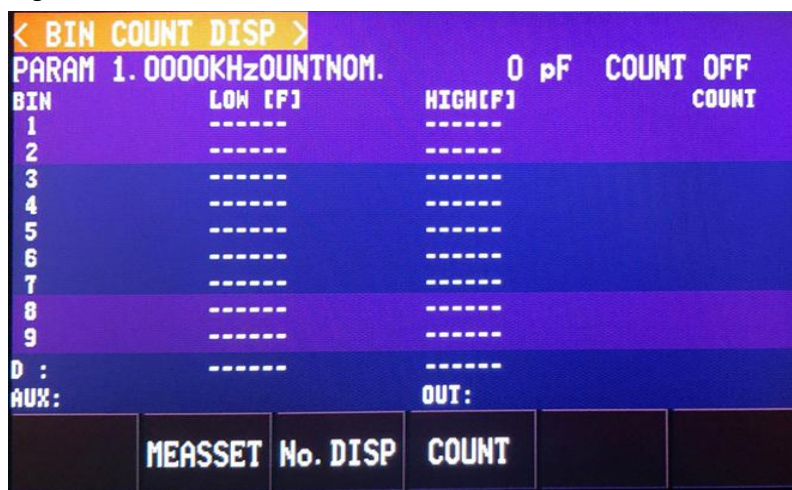 < BIN COUNT DISP >
PARAM 1.0000KHzOUNTNOM. 0 pF COUNT OFF
BIN LOW [F] HIGH[F] COUNT
1 ------ ------
2 ------ ------
3 ------ ------
4 ------ ------
5 ------ ------
6 ------ ------
7 ------ ------
8 ------ ------
9 ------ ------
D : ------ ------
AUX: OUT:
MEASSET No. DISP COUNT